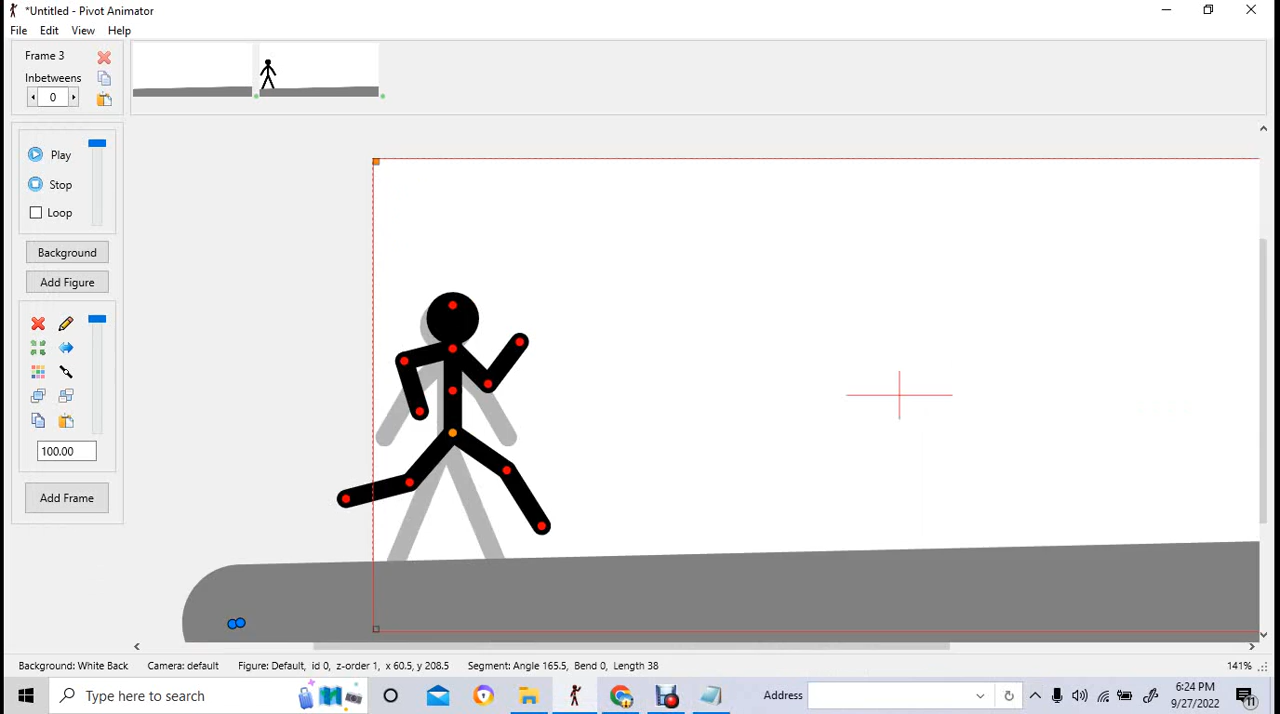 *Untitled - Pivot Animator
File Edit View Help
Frame 3
Inbetweens
0
Play
Stop
Loop
Background
Add Figure
100.00
Add Frame
Background: White Back Camera: default Figure: Default, id 0, z-order 1, x 60.5, y 208.5 Segment: Angle 165.5, Bend 0, Length 38 141%
Type here to search Address 6:24 PM
9/27/2022
11